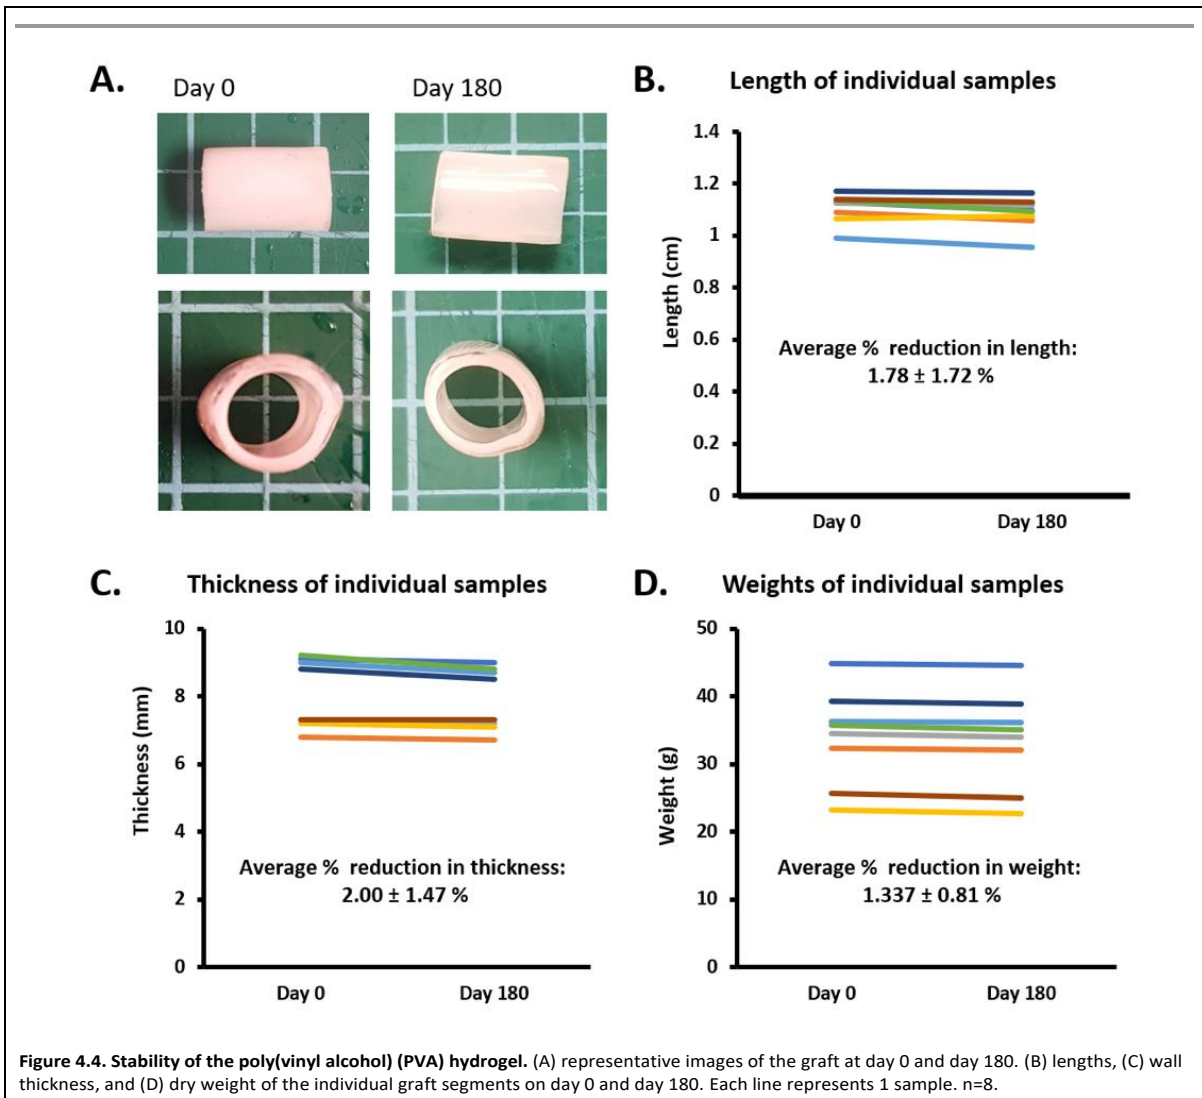 A.
Day 0
Day 180
B.
Length of individual samples
1.4
1.2
1
0.8
0.6
0.4
0.2
0
Length (cm)
Average % reduction in length:
1.78 ± 1.72 %
Day 0
Day 180
C.
Thickness of individual samples
10
8
6
4
2
0
Thickness (mm)
Average % reduction in thickness:
2.00 ± 1.47 %
Day 0
Day 180
D.
Weights of individual samples
50
40
30
20
10
0
Weight (g)
Average % reduction in weight:
1.337 ± 0.81 %
Day 0
Day 180
Figure 4.4. Stability of the poly(vinyl alcohol) (PVA) hydrogel. (A) representative images of the graft at day 0 and day 180. (B) lengths, (C) wall
thickness, and (D) dry weight of the individual graft segments on day 0 and day 180. Each line represents 1 sample. n=8.